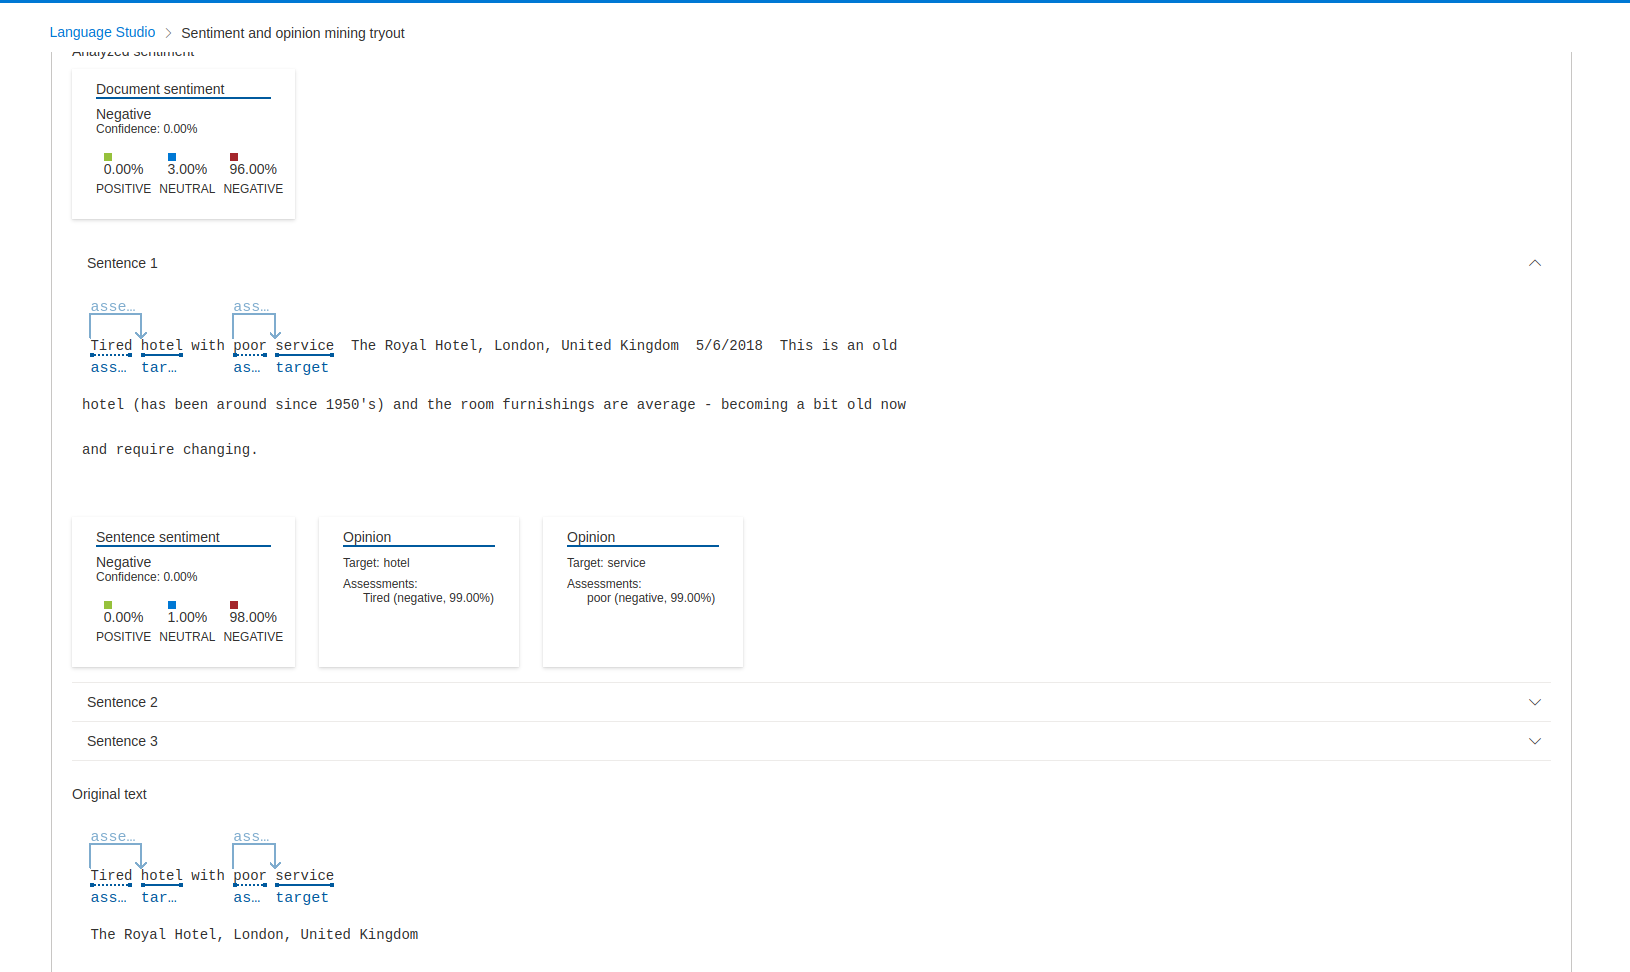 Language Studio > Sentiment and opinion mining tryout
Analyzed sentiment
Document sentiment
Negative
Confidence: 0.00%
0.00% 3.00% 96.00%
POSITIVE NEUTRAL NEGATIVE
Sentence 1
asse… ass…
Tired hotel with poor service The Royal Hotel, London, United Kingdom 5/6/2018 This is an old
ass… tar… as… target
hotel (has been around since 1950's) and the room furnishings are average - becoming a bit old now
and require changing.
Sentence sentiment
Negative
Confidence: 0.00%
0.00% 1.00% 98.00%
POSITIVE NEUTRAL NEGATIVE
Opinion
Target: hotel
Assessments:
Tired (negative, 99.00%)
Opinion
Target: service
Assessments:
poor (negative, 99.00%)
Sentence 2
Sentence 3
Original text
asse… ass…
Tired hotel with poor service
ass… tar… as… target
The Royal Hotel, London, United Kingdom